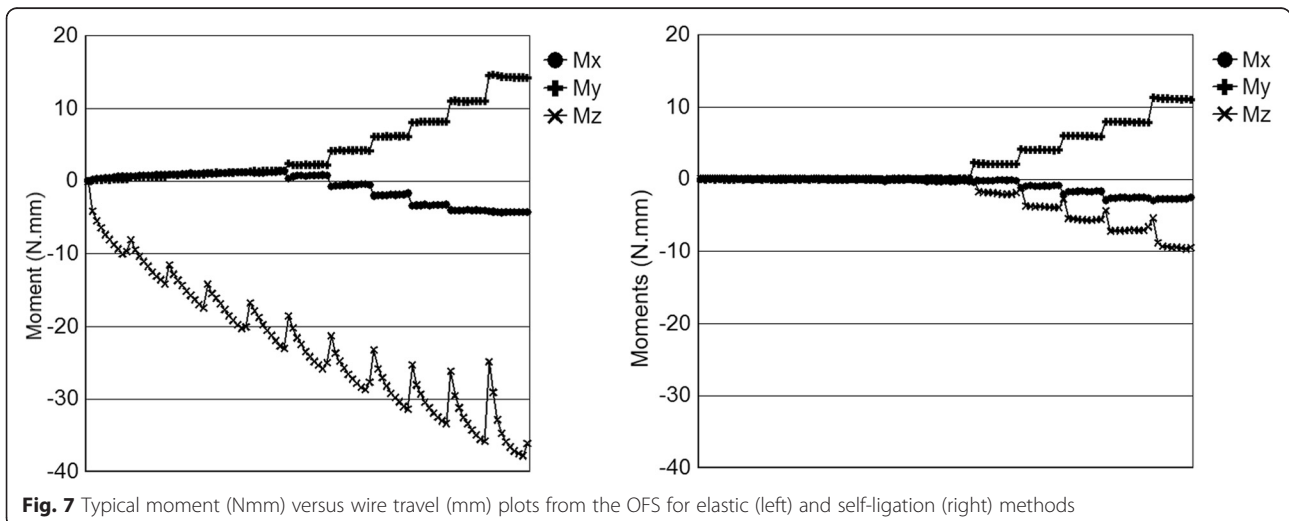 20
10
0
-10
-20
-30
-40
Moment (N.mm)
Mx
My
Mz
20
10
0
-10
-20
-30
-40
Moments (N.mm)
Mx
My
Mz
Fig. 7 Typical moment (Nmm) versus wire travel (mm) plots from the OFS for elastic (left) and self-ligation (right) methods